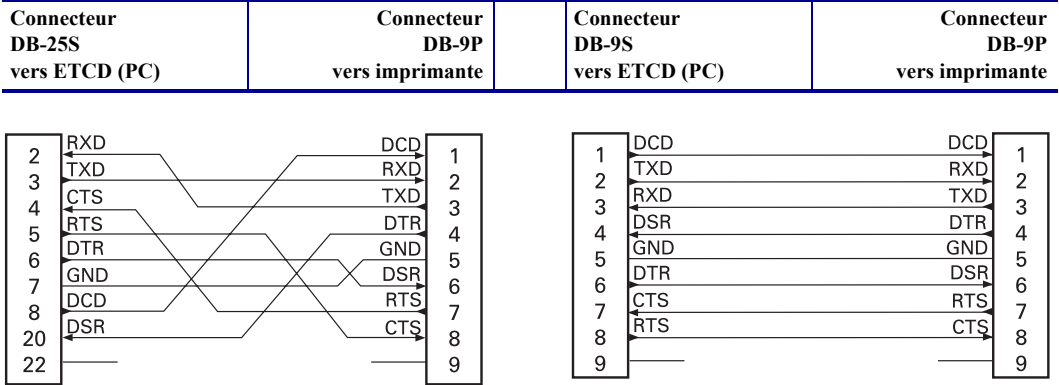 Connecteur
DB-25S
vers ETCD (PC)
Connecteur
DB-9P
vers imprimante
Connecteur
DB-9S
vers ETCD (PC)
Connecteur
DB-9P
vers imprimante
2 RXD DCD 1
3 TXD RXD 2
4 CTS TXD 3
5 RTS DTR 4
6 DTR GND 5
7 GND DSR 6
8 DCD RTS 7
20 DSR CTS 8
22 9
1 DCD DCD 1
2 TXD RXD 2
3 RXD TXD 3
4 DSR DTR 4
5 GND GND 5
6 DTR DSR 6
7 CTS RTS 7
8 RTS CTS 8
9 9